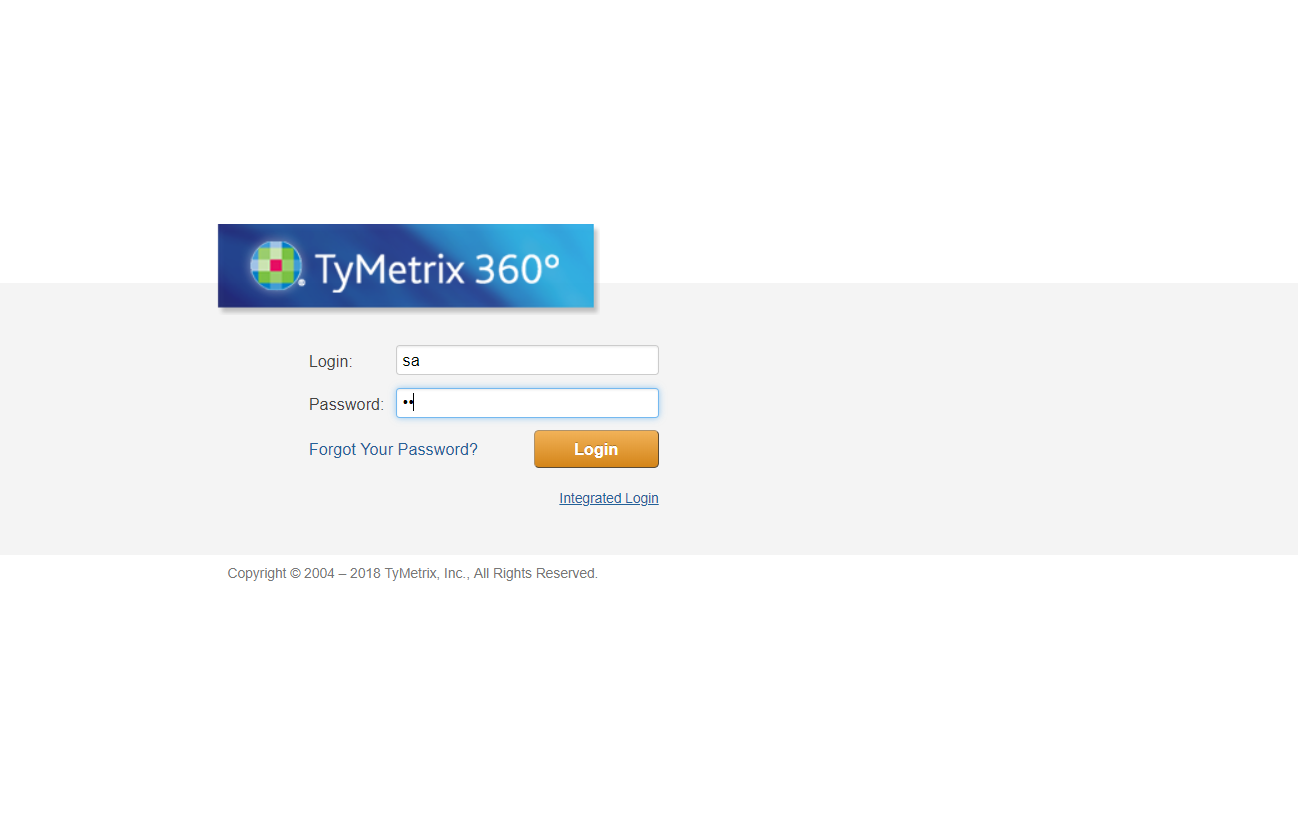 TyMetrix 360°
Login: sa
Password: ••
Forgot Your Password? Login
Integrated Login
Copyright © 2004 – 2018 TyMetrix, Inc., All Rights Reserved.